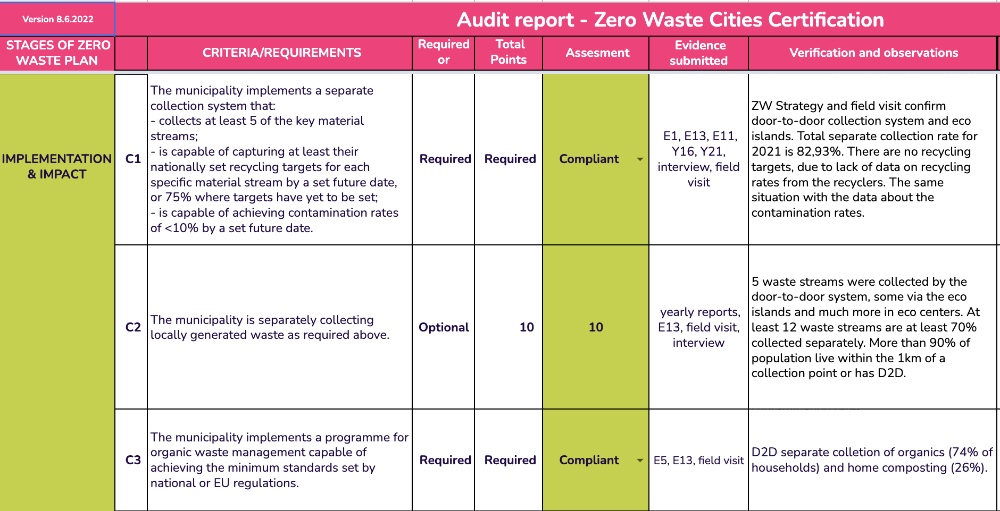 Version 8.6.2022
Audit report - Zero Waste Cities Certification
STAGES OF ZERO
WASTE PLAN
CRITERIA/REQUIREMENTS
Required
or
Total
Points
Assesment
Evidence
submitted
Verification and observations
IMPLEMENTATION
& IMPACT
C1
The municipality implements a separate
collection system that:
- collects at least 5 of the key material
streams;
- is capable of capturing at least their
nationally set recycling targets for each
specific material stream by a set future date,
or 75% where targets have yet to be set;
- is capable of achieving contamination rates
of <10% by a set future date.
Required
Required
Compliant
E1, E13, E11,
Y16, Y21,
interview, field
visit
ZW Strategy and field visit confirm
door-to-door collection system and eco
islands. Total separate collection rate for
2021 is 82,93%. There are no recycling
targets, due to lack of data on recycling
rates from the recyclers. The same
situation with the data about the
contamination rates.
C2
The municipality is separately collecting
locally generated waste as required above.
Optional
10
10
yearly reports,
E13, field visit,
interview
5 waste streams were collected by the
door-to-door system, some via the eco
islands and much more in eco centers. At
least 12 waste streams are at least 70%
collected separately. More than 90% of
population live within the 1km of a
collection point or has D2D.
C3
The municipality implements a programme for
organic waste management capable of
achieving the minimum standards set by
national or EU regulations.
Required
Required
Compliant
E5, E13, field visit
D2D separate colletion of organics (74% of
households) and home composting (26%).